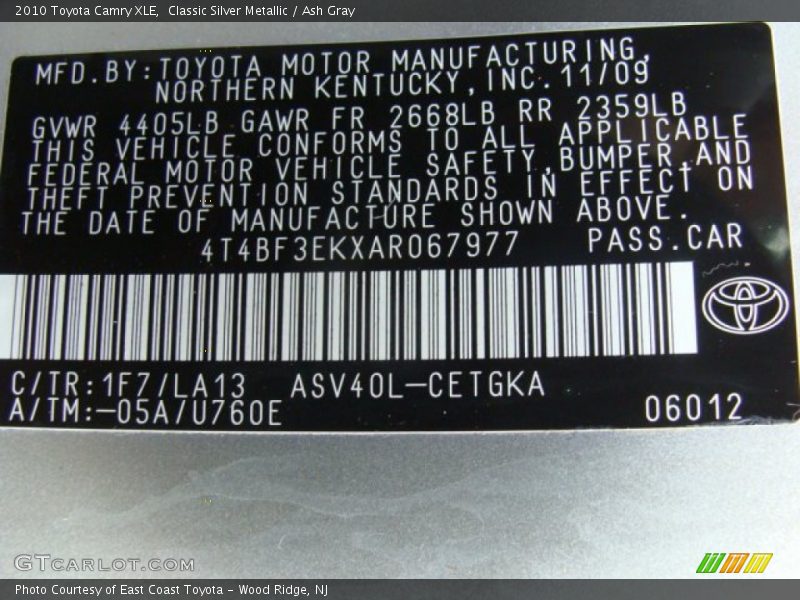 2010 Toyota Camry XLE,  Classic Silver Metallic / Ash Gray
MFD.BY:TOYOTA MOTOR MANUFACTURING,
NORTHERN KENTUCKY,INC.11/09
GVWR 4405LB GAWR FR 2668LB RR 2359LB
THIS VEHICLE CONFORMS TO ALL APPLICABLE
FEDERAL MOTOR VEHICLE SAFETY,BUMPER,AND
THEFT PREVENTION STANDARDS IN EFFECT ON
THE DATE OF MANUFACTURE SHOWN ABOVE.
4T4BF3EKXAR067977 PASS.CAR
C/TR:1F7/LA13 ASV40L-CETGKA
A/TM:-05A/U760E 06012
GTCARLOT.COM
Photo Courtesy of East Coast Toyota - Wood Ridge, NJ